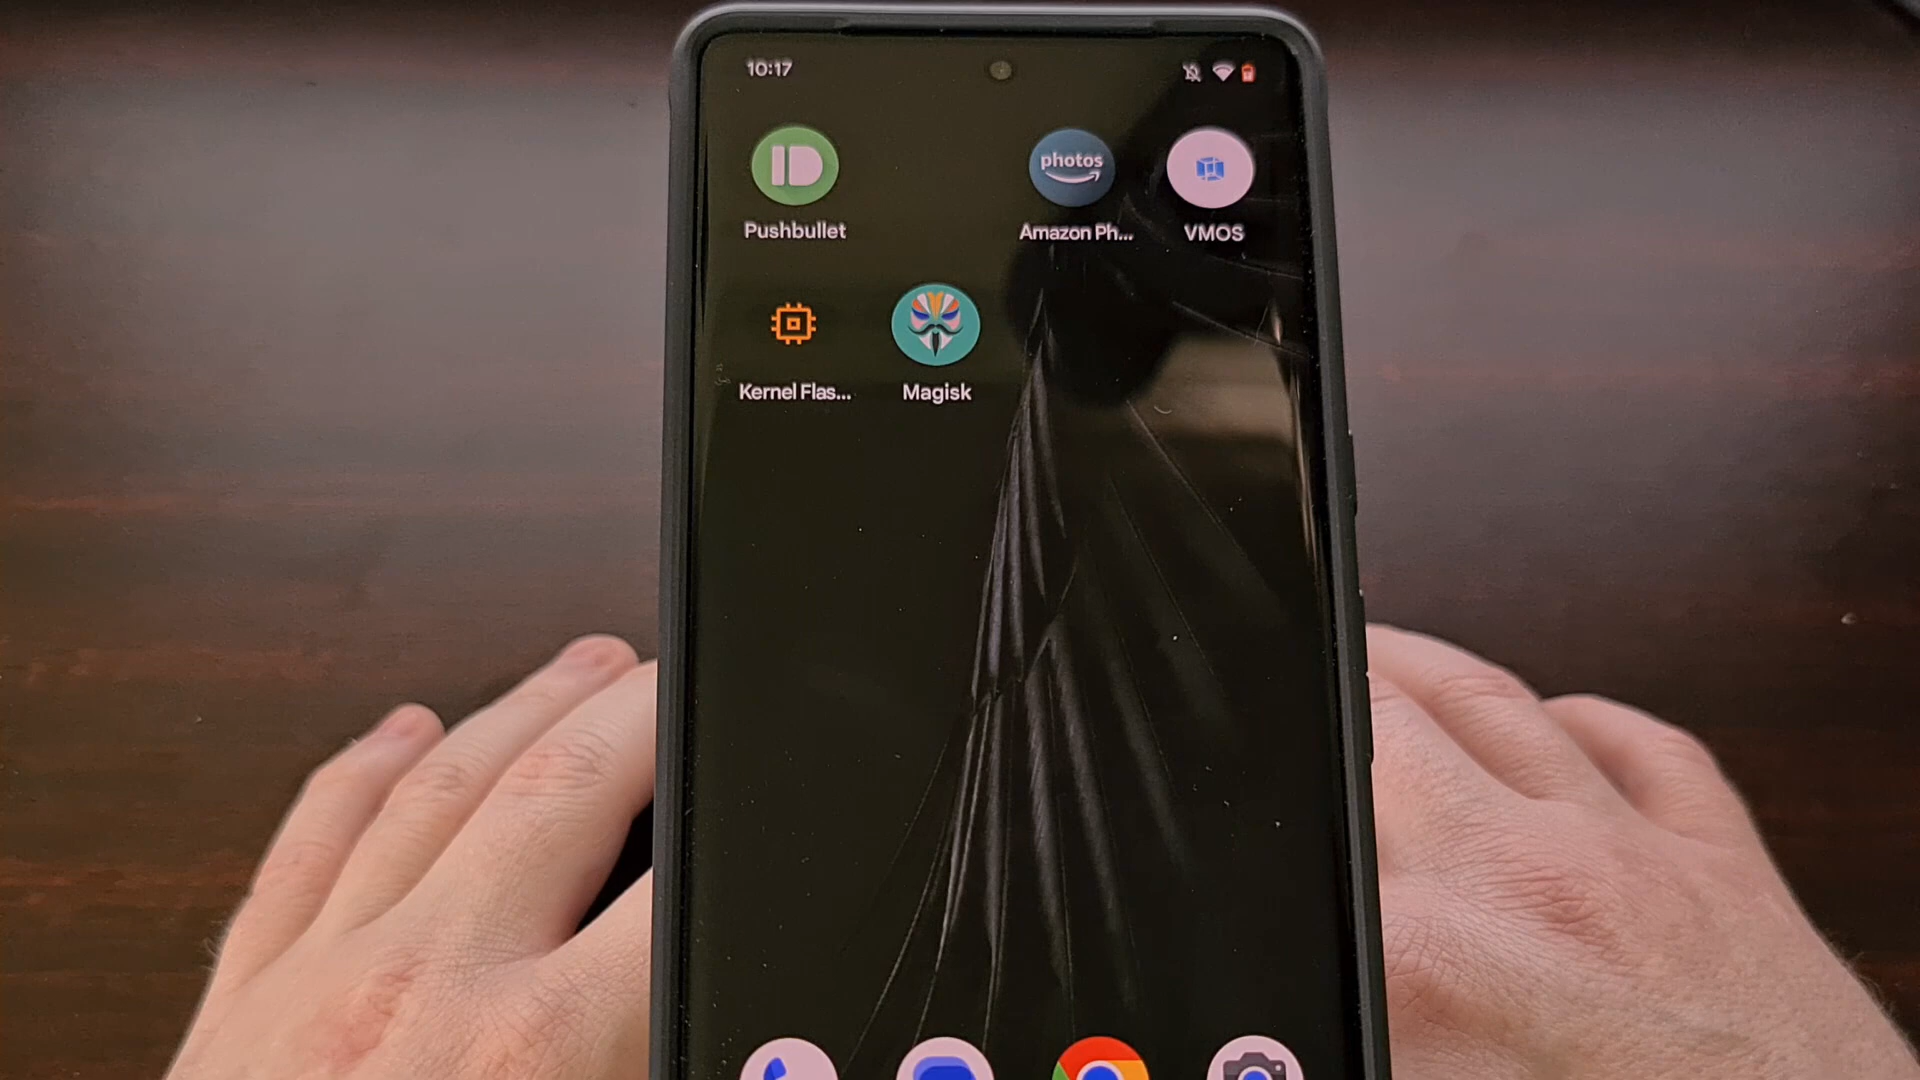 10:17
photos
Pushbullet
Amazon Ph...
VMOS
Kernel Flas...
Magisk